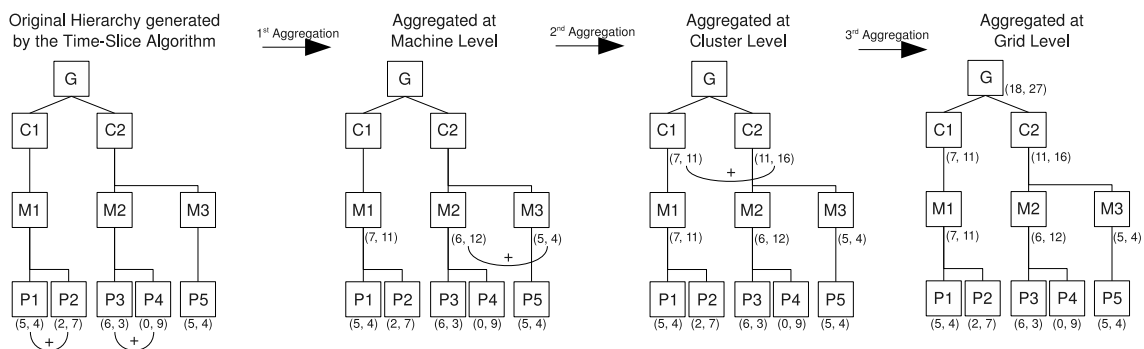 Original Hierarchy generated
by the Time-Slice Algorithm
1st Aggregation
Aggregated at
Machine Level
2nd Aggregation
Aggregated at
Cluster Level
3rd Aggregation
Aggregated at
Grid Level
G
C1 C2
M1 M2 M3
P1 P2 P3 P4 P5
(5, 4) (2, 7) (6, 3) (0, 9) (5, 4)
+ +
G
C1 C2
M1 M2 M3
(7, 11) (6, 12) (5, 4)
+
P1 P2 P3 P4 P5
(5, 4) (2,7) (6, 3) (0, 9) (5, 4)
G
C1 C2
(7, 11) (11, 16)
+
M1 M2 M3
(7, 11) (6, 12) (5, 4)
P1 P2 P3 P4 P5
(5, 4) (2, 7) (6, 3) (0, 9) (5, 4)
G
(18, 27)
C1 C2
(7, 11) (11, 16)
M1 M2 M3
(7, 11) (6, 12) (5, 4)
P1 P2 P3 P4 P5
(5, 4) (2, 7) (6, 3) (0, 9) (5, 4)